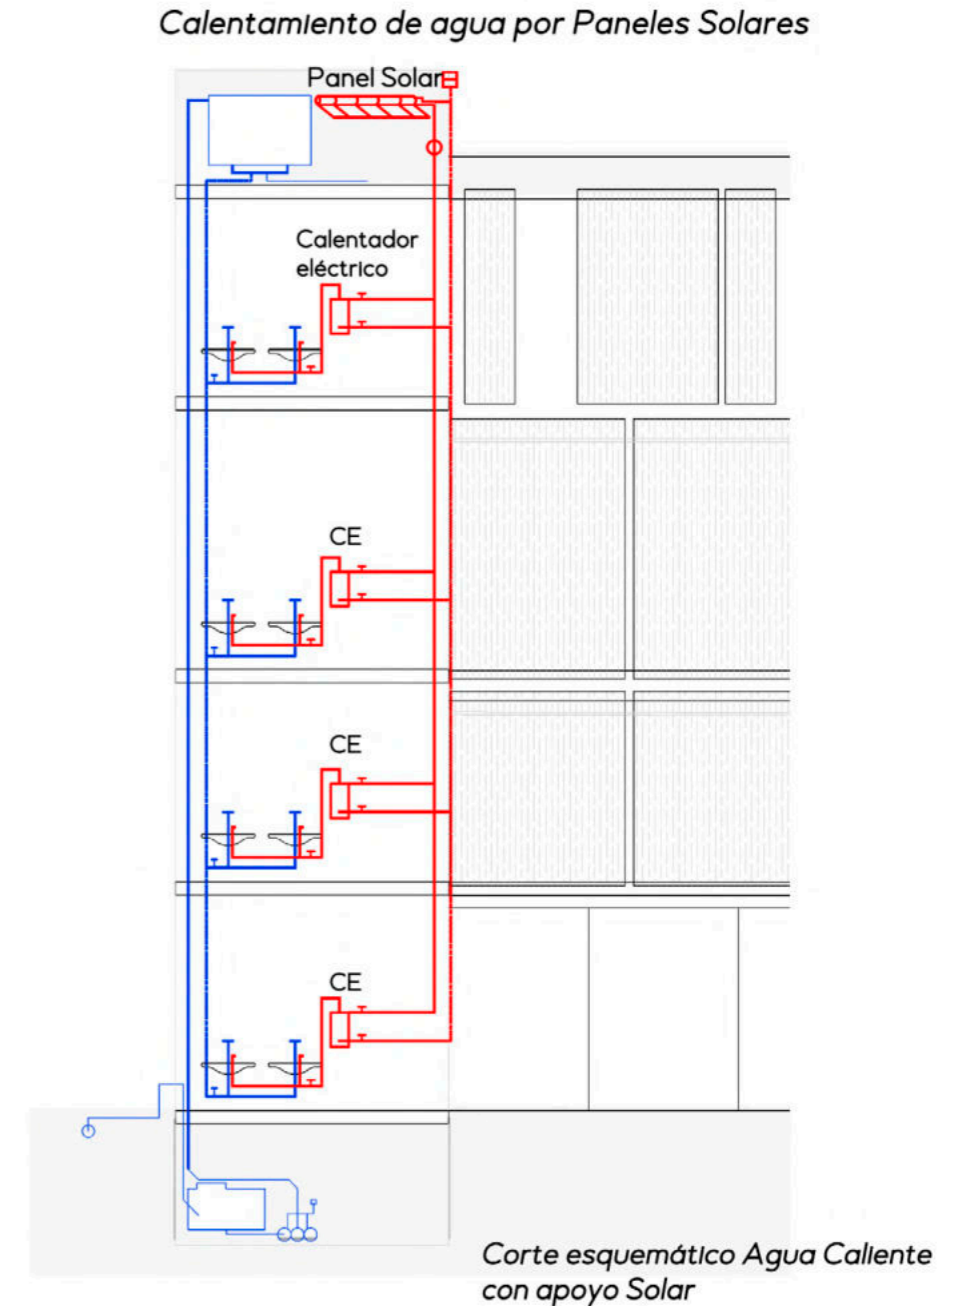 Calentamiento de agua por Paneles Solares
Panel Solar
Calentador
eléctrico
CE
CE
CE
Corte esquemático Agua Caliente
con apoyo Solar